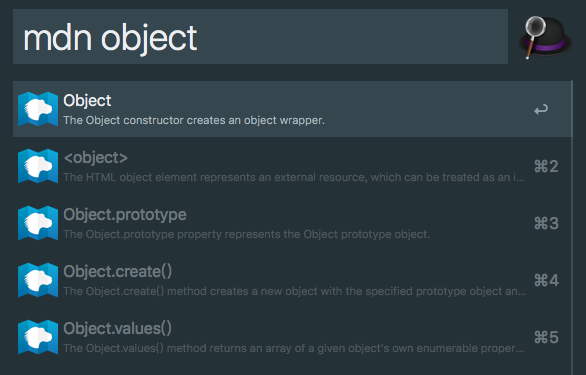 mdn object
Object
The Object constructor creates an object wrapper.
↩
<object>
The HTML object element represents an external resource, which can be treated as an i...
⌘2
Object.prototype
The Object.prototype property represents the Object prototype object.
⌘3
Object.create()
The Object.create() method creates a new object with the specified prototype object an...
⌘4
Object.values()
The Object.values() method returns an array of a given object's own enumerable proper...
⌘5